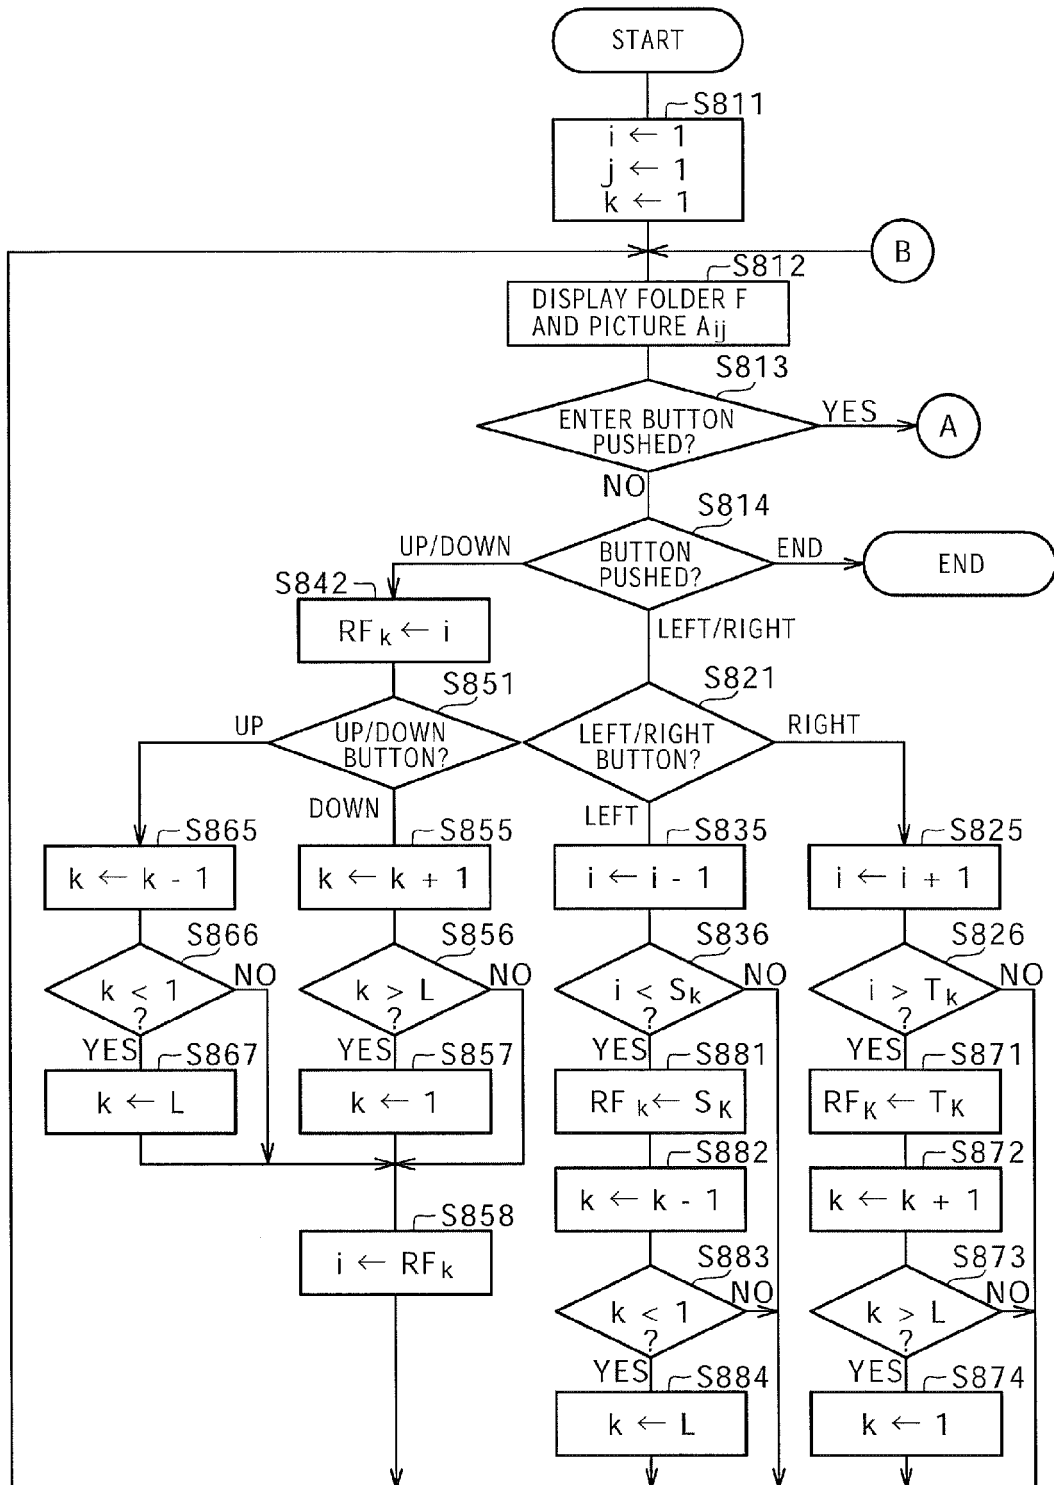 START
S811
i ← 1
j ← 1
k ← 1
B
S812
DISPLAY FOLDER F
AND PICTURE Aij
S813
ENTER BUTTON
PUSHED?
YES
A
NO
S814
UP/DOWN
BUTTON
PUSHED?
END
END
S842
RFk ← i
LEFT/RIGHT
S851
S821
UP
UP/DOWN
BUTTON?
LEFT/RIGHT
BUTTON?
RIGHT
DOWN
LEFT
S865
S855
S835
S825
k ← k - 1
k ← k + 1
i ← i - 1
i ← i + 1
S866
S856
S836
S826
k < 1
?
NO
k > L
?
NO
i < Sk
?
NO
i > Tk
?
NO
YES
S867
YES
S857
YES
S881
YES
S871
k ← L
k ← 1
RFk ← SK
RFK ← TK
S882
S872
k ← k - 1
k ← k + 1
S858
i ← RFk
S883
S873
k < 1
?
NO
k > L
?
NO
YES
S884
YES
S874
k ← L
k ← 1